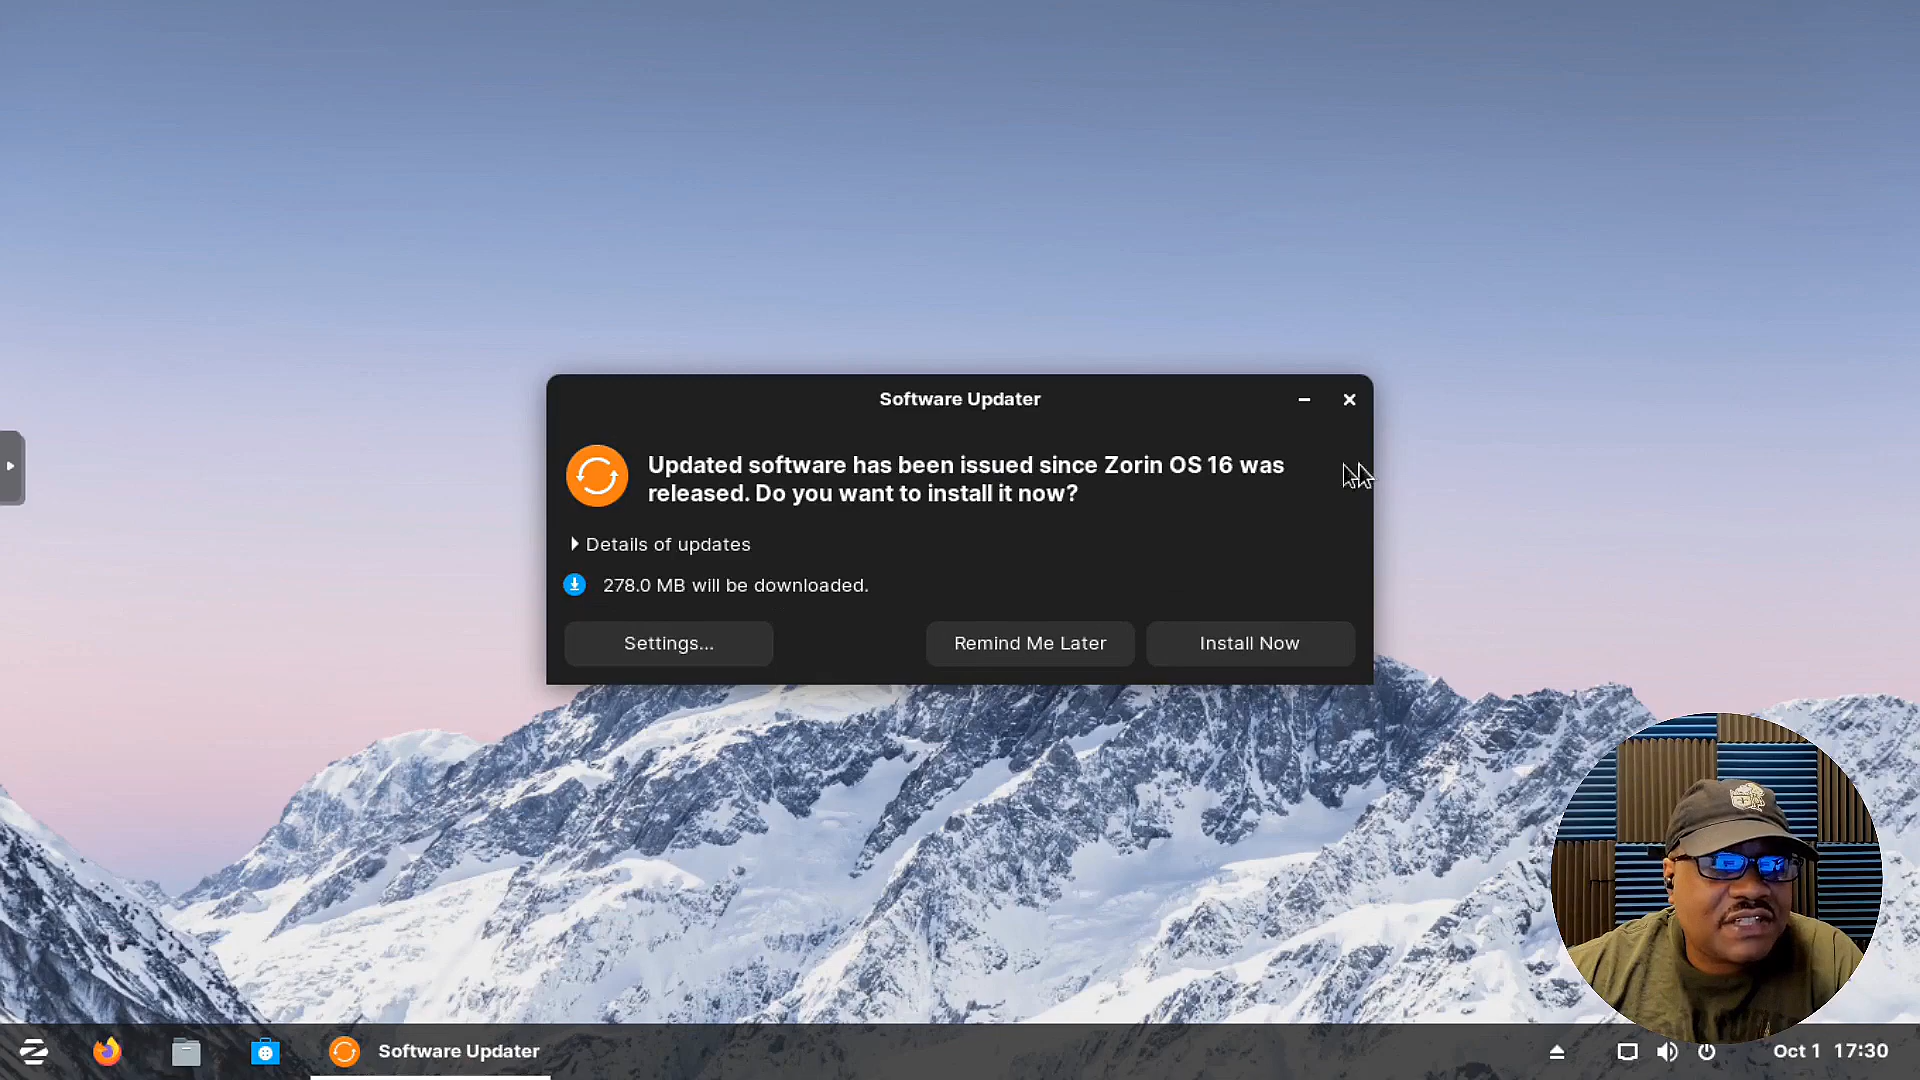 Software Updater
Updated software has been issued since Zorin OS 16 was
released. Do you want to install it now?
Details of updates
278.0 MB will be downloaded.
Settings...
Remind Me Later
Install Now
Software Updater
Oct 1 17:30